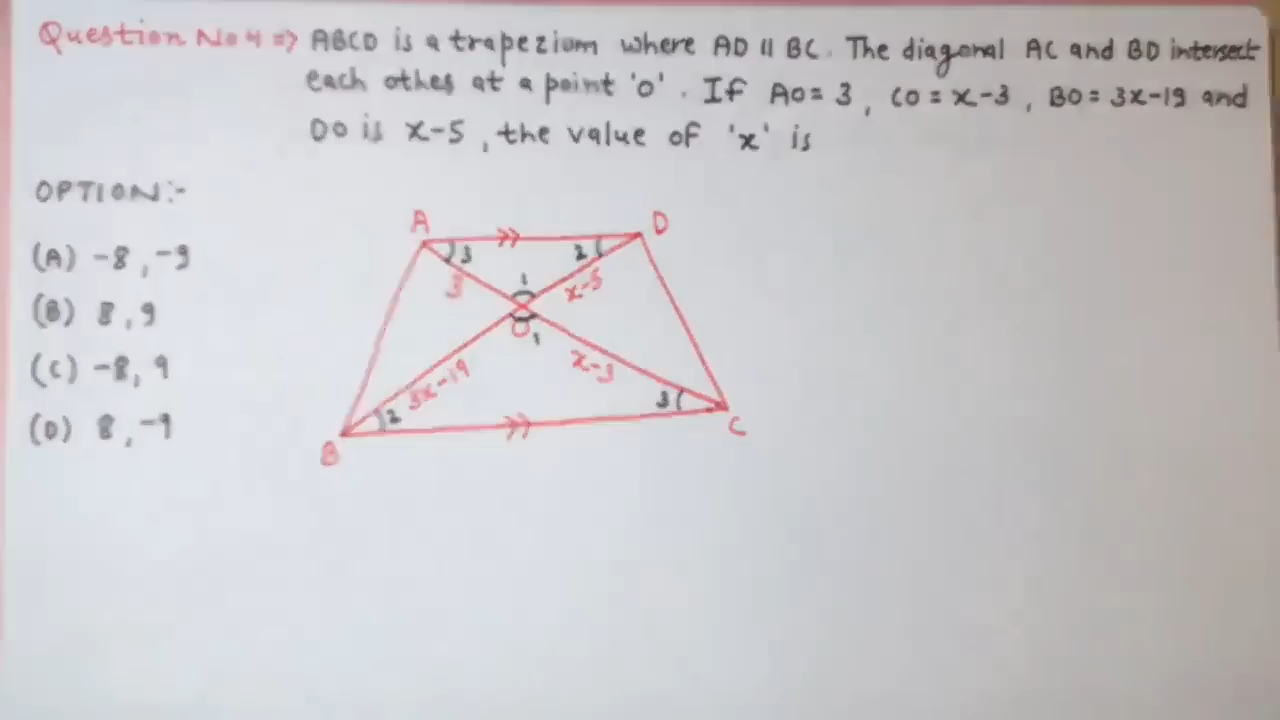 Question No 4 => ABCD is a trapezium where AD || BC. The diagonal AC and BD intersect
each othes at a point 'O'. If AO = 3, CO = x-3, BO = 3x-19 and
DO is x-5, the value of 'x' is
OPTION:-
(A) -8, -9
(B) 8, 9
(C) -8, 9
(D) 8, -9
A
D
3
2
3
1
x-5
O
1
3x-19
x-3
2
3
B
C